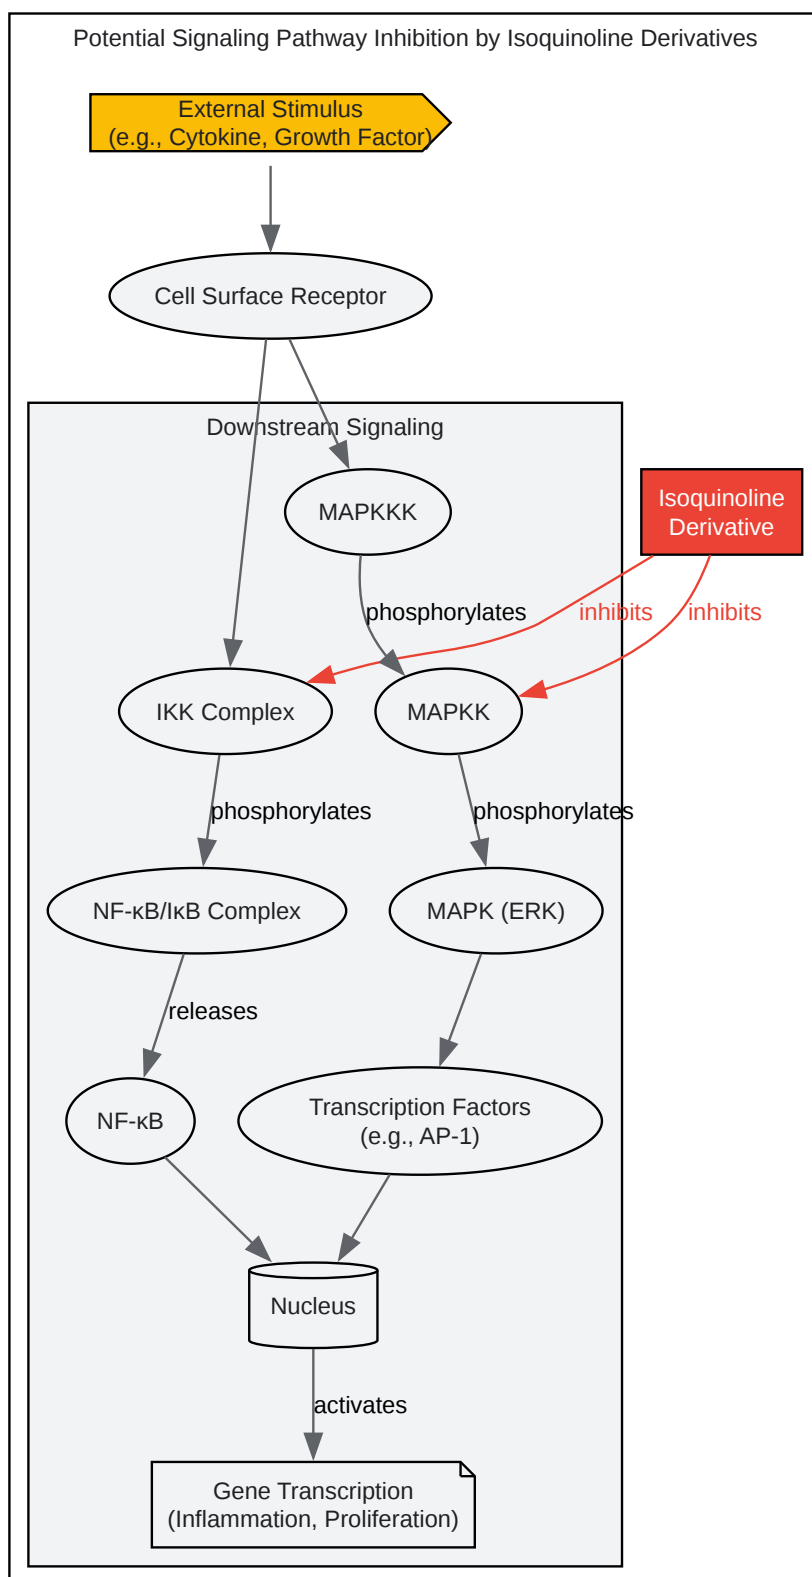 Potential Signaling Pathway Inhibition by Isoquinoline Derivatives
External Stimulus
(e.g., Cytokine, Growth Factor)
Cell Surface Receptor
Downstream Signaling
MAPKKK
Isoquinoline
Derivative
phosphorylates
inhibits
inhibits
IKK Complex
MAPKK
phosphorylates
phosphorylates
NF-κB/IκB Complex
MAPK (ERK)
releases
NF-κB
Transcription Factors
(e.g., AP-1)
Nucleus
activates
Gene Transcription
(Inflammation, Proliferation)